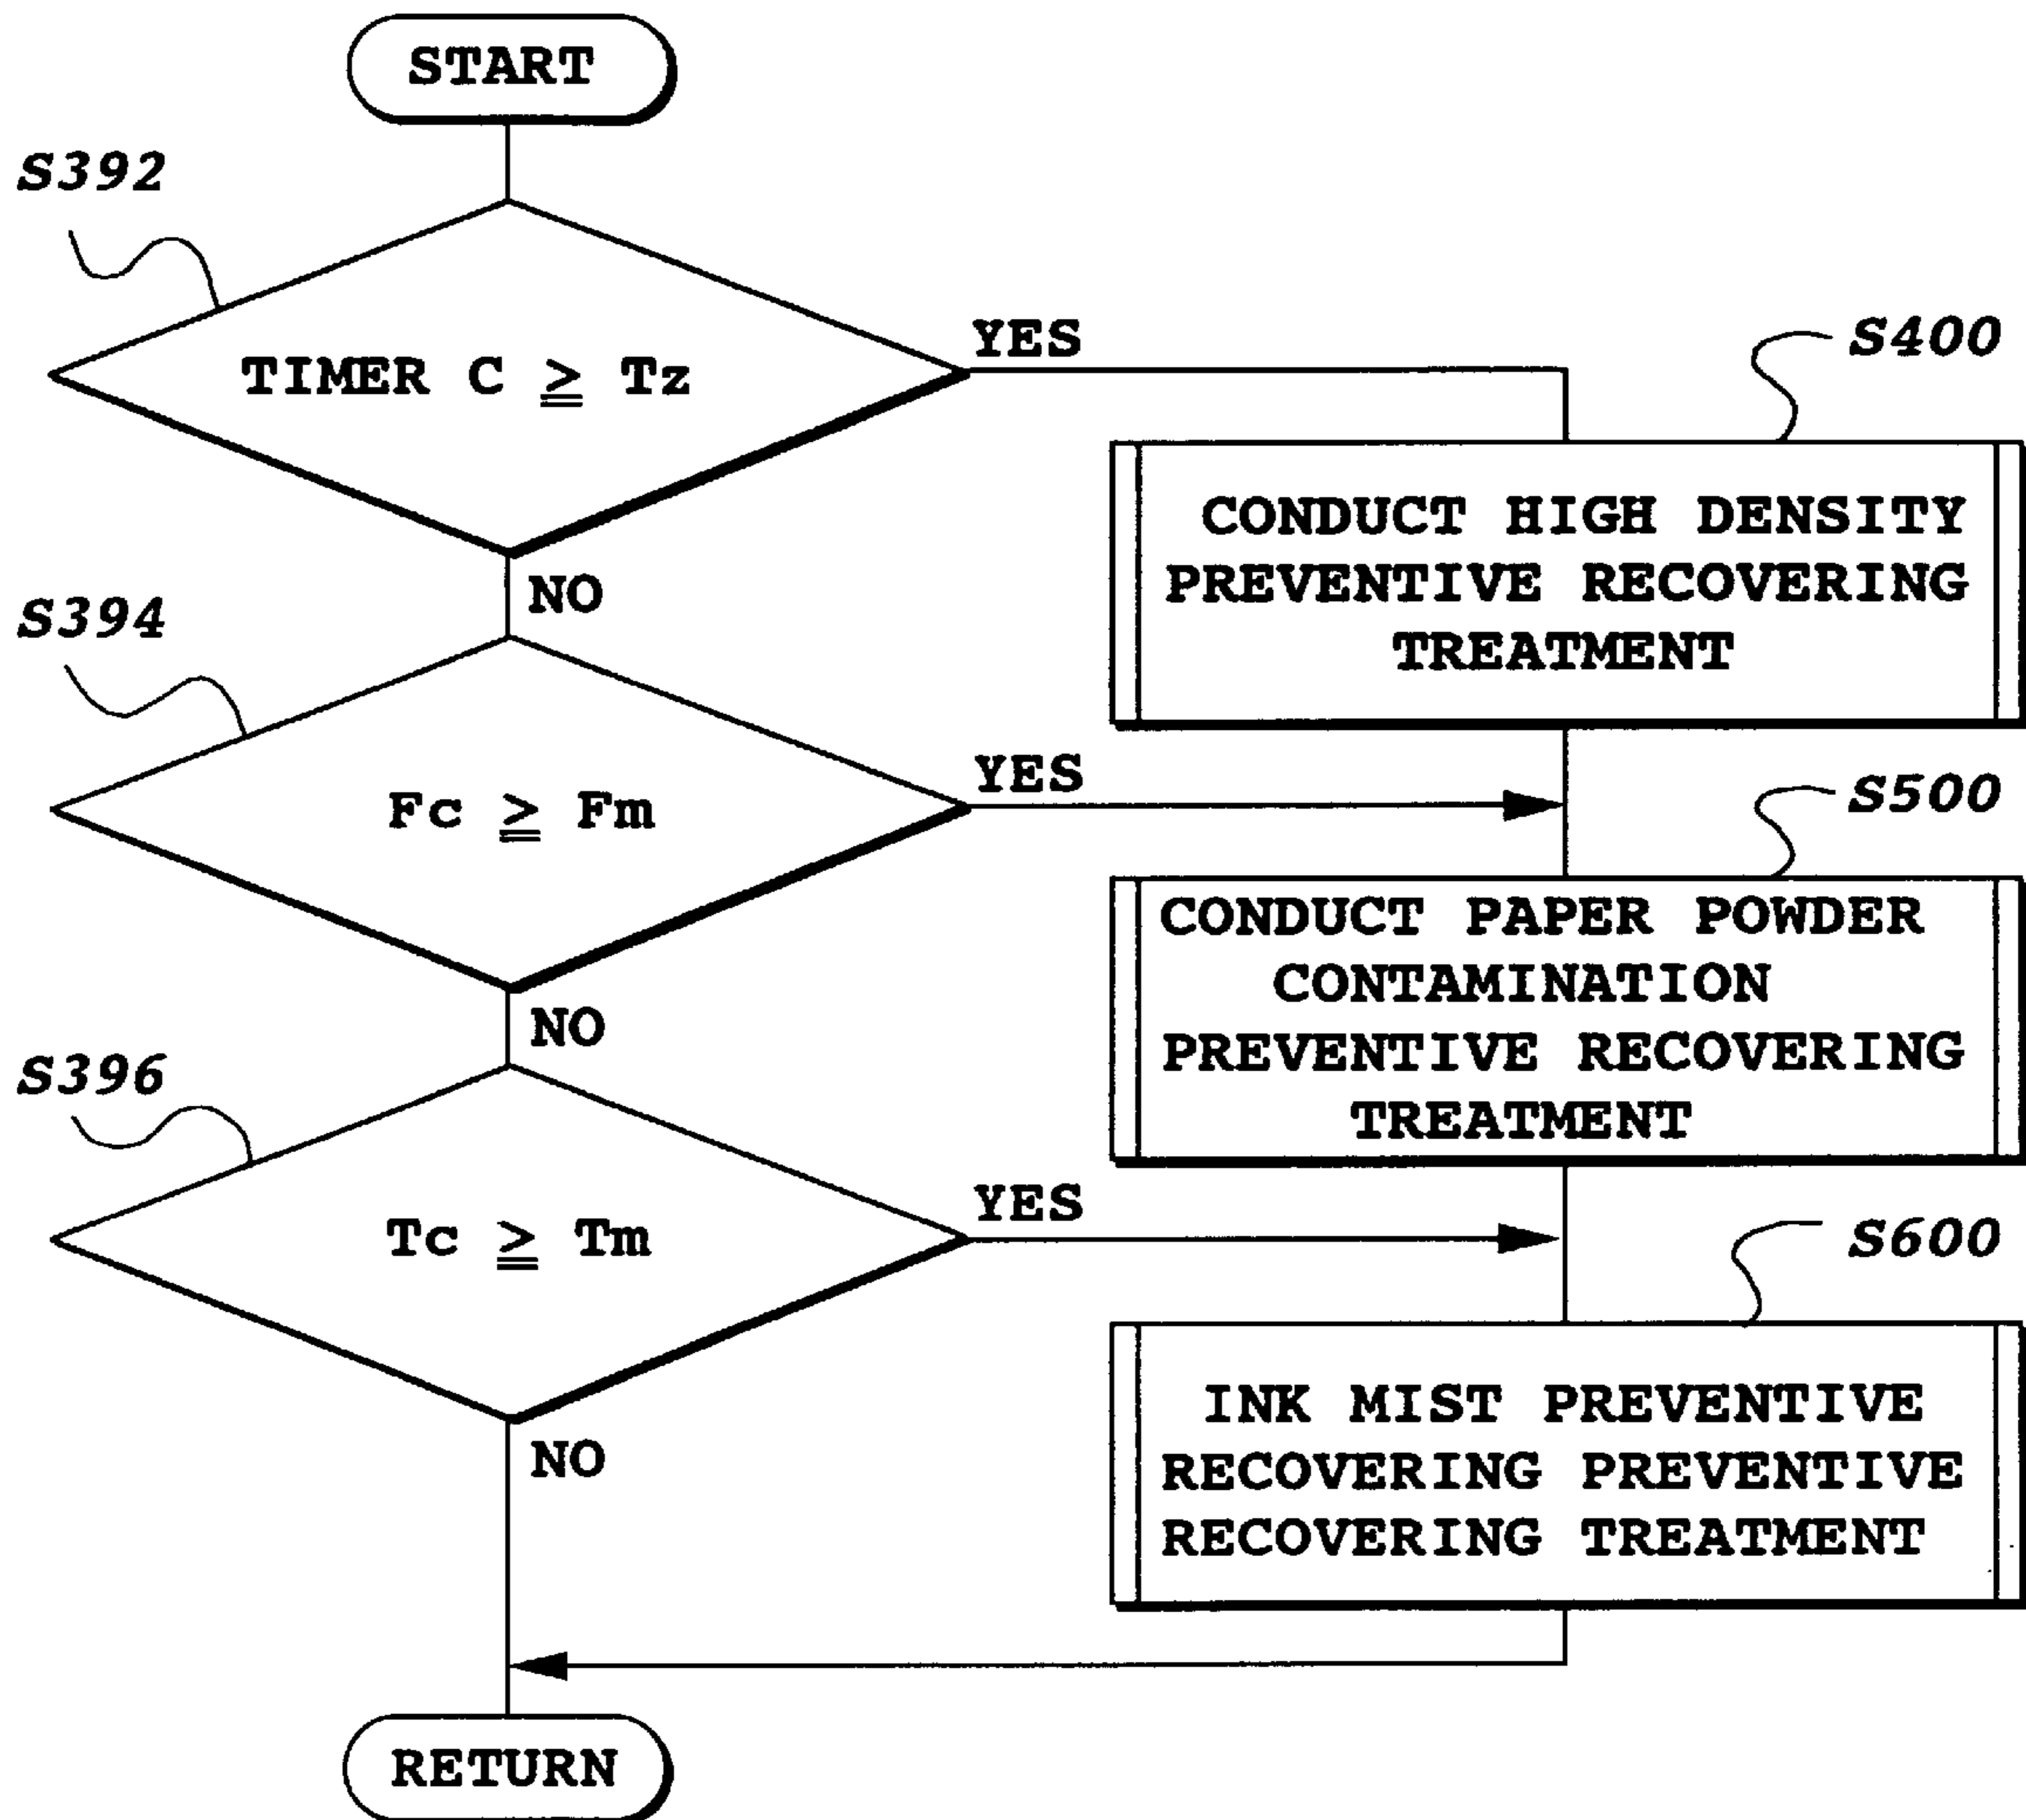 START
S392
TIMER C ≧ Tz
YES
S400
CONDUCT HIGH DENSITY
PREVENTIVE RECOVERING
TREATMENT
NO
S394
Fc ≧ Fm
YES
S500
CONDUCT PAPER POWDER
CONTAMINATION
PREVENTIVE RECOVERING
TREATMENT
NO
S396
Tc ≧ Tm
YES
S600
INK MIST PREVENTIVE
RECOVERING PREVENTIVE
RECOVERING TREATMENT
NO
RETURN